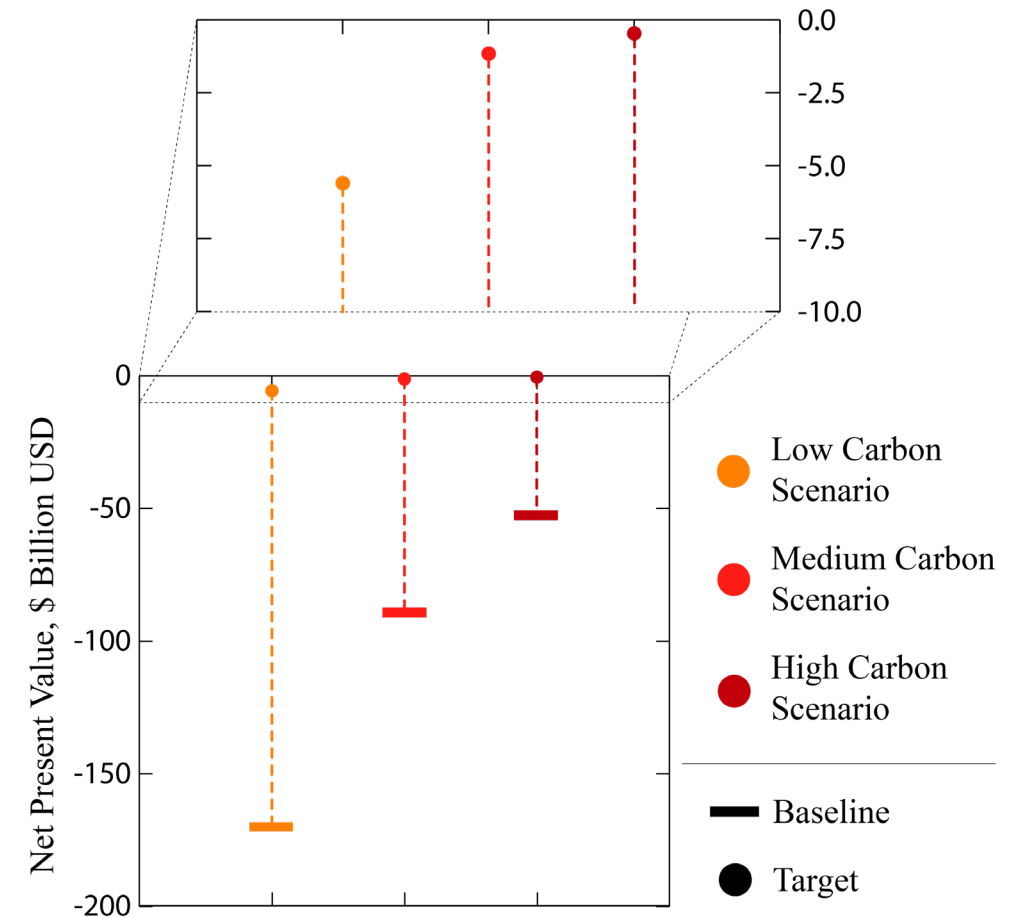 0.0
-2.5
-5.0
-7.5
-10.0
0
-50
-100
-150
-200
Net Present Value, $ Billion USD
Low Carbon
Scenario
Medium Carbon
Scenario
High Carbon
Scenario
Baseline
Target